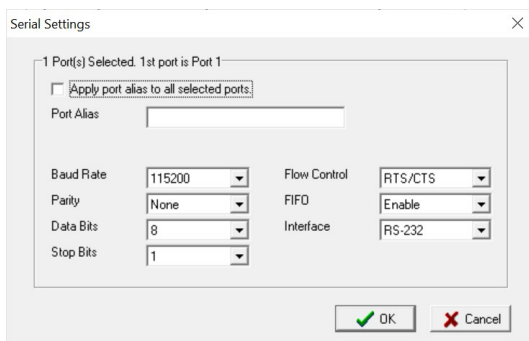 Serial Settings
1 Port(s) Selected. 1st port is Port 1
Apply port alias to all selected ports.
Port Alias
Baud Rate 115200 Flow Control RTS/CTS
Parity None FIFO Enable
Data Bits 8 Interface RS-232
Stop Bits 1
OK Cancel